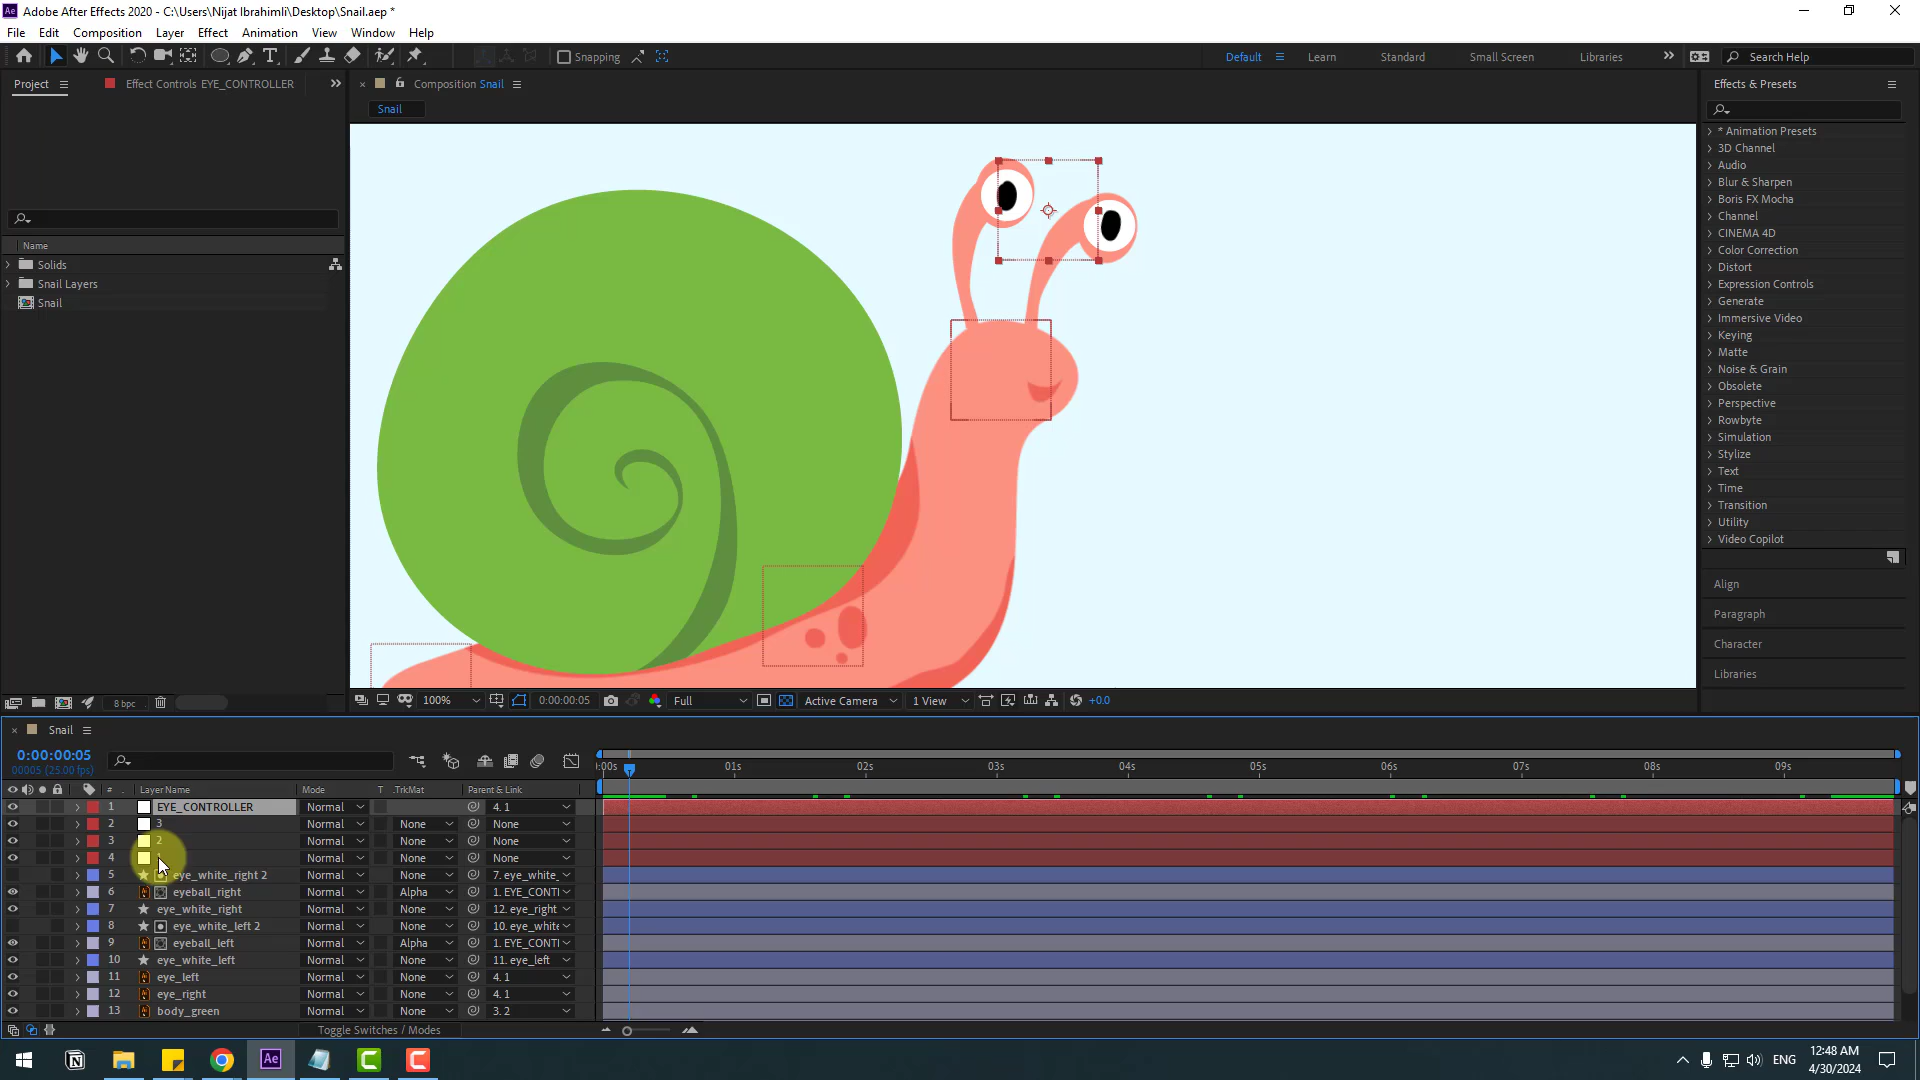 Adobe After Effects 2020 - C:\Users\Nijat Ibrahimli\Desktop\Snail.aep *
File Edit Composition Layer Effect Animation View Window Help
Snapping
Default Learn Standard Small Screen Libraries
Search Help
Project
Effect Controls EYE_CONTROLLER
Composition Snail
Snail
Name
Solids
Snail Layers
Snail
8 bpc
100%
0:00:00:05
Full
Active Camera
1 View
+0.0
Effects & Presets
* Animation Presets
3D Channel
Audio
Blur & Sharpen
Boris FX Mocha
Channel
CINEMA 4D
Color Correction
Distort
Expression Controls
Generate
Immersive Video
Keying
Matte
Noise & Grain
Obsolete
Perspective
Rowbyte
Simulation
Stylize
Text
Time
Transition
Utility
Video Copilot
Align
Paragraph
Character
Libraries
Snail
0:00:00:05
00005 (25.00 fps)
:00s 01s 02s 03s 04s 05s 06s 07s 08s 09s
# Layer Name Mode T .TrkMat Parent & Link
1 EYE_CONTROLLER Normal 4. 1
2 3 Normal None None
3 2 Normal None None
4 Normal None None
5 eye_white_right 2 Normal None 7. eye_white_
6 eyeball_right Normal Alpha 1. EYE_CONTI
7 eye_white_right Normal None 12. eye_right
8 eye_white_left 2 Normal None 10. eye_white
9 eyeball_left Normal Alpha 1. EYE_CONTI
10 eye_white_left Normal None 11. eye_left
11 eye_left Normal None 4. 1
12 eye_right Normal None 4. 1
13 body_green Normal None 3. 2
Toggle Switches / Modes
ENG
12:48 AM
4/30/2024